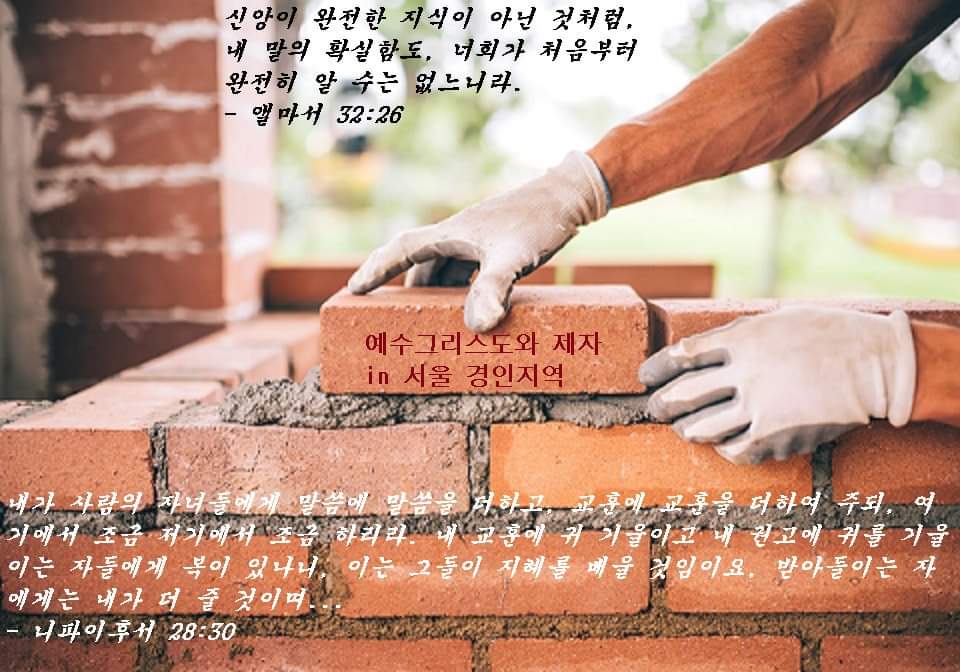 신앙이 완전한 지식이 아닌 것처럼,
내 말의 확실함도, 너희가 처음부터
완전히 알 수는 없느니라.
- 앨마서 32:26
예수그리스도와 제자
in 서울 경인지역
내가 사람의 자녀들에게 말씀에 말씀을 더하고, 교훈에 교훈을 더하여 주되, 여
기에서 조금 저기에서 조금 하리라. 내 교훈에 귀 기울이고 내 권고에 귀를 기울
이는 자들에게 복이 있나니, 이는 그들이 지혜를 배울 것임이요. 받아들이는 자
에게는 내가 더 줄 것이며...
- 니파이후서 28:30